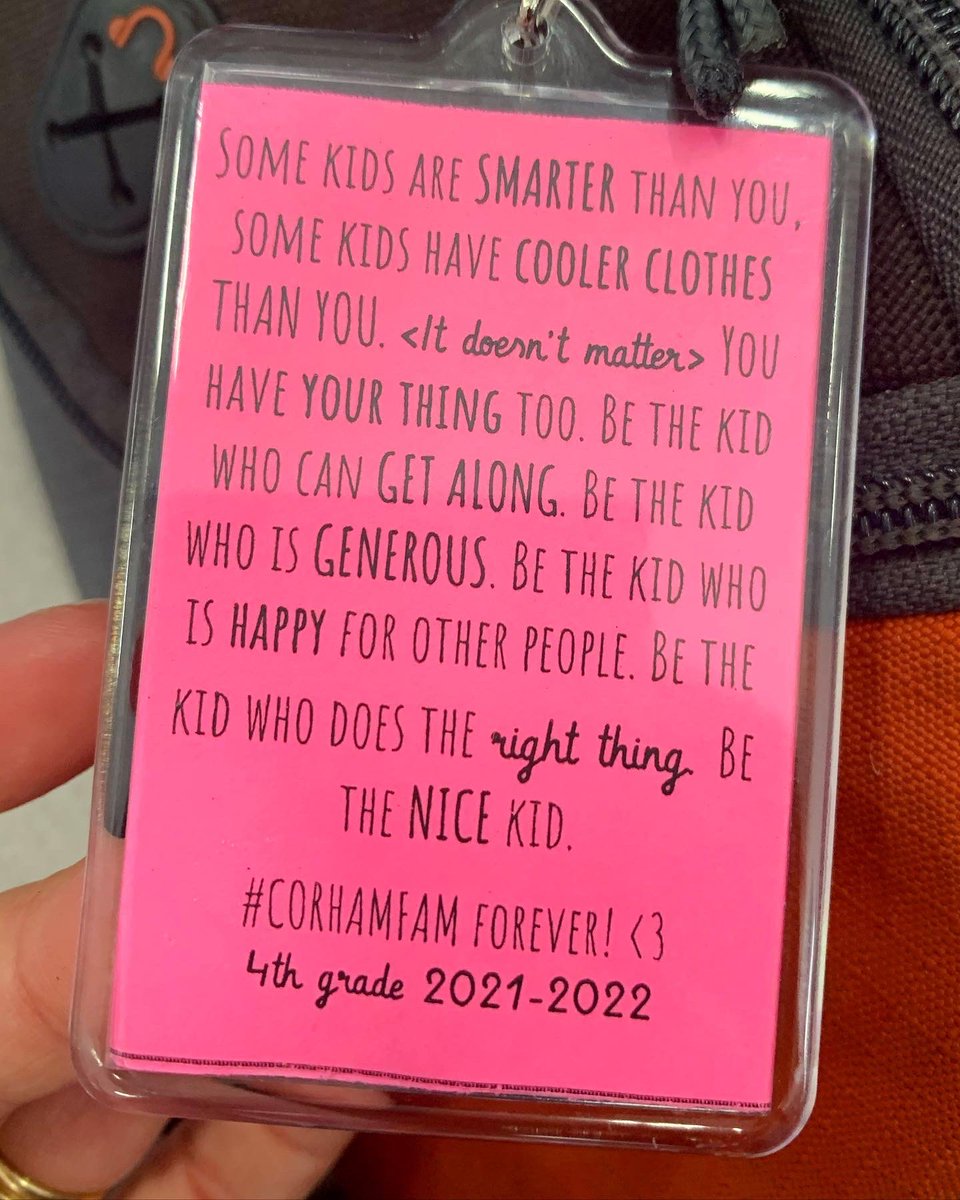 SOME KIDS ARE SMARTER THAN YOU,
SOME KIDS HAVE COOLER CLOTHES
THAN YOU. <It doesn't matter> YOU
HAVE YOUR THING TOO. BE THE KID
WHO CAN GET ALONG. BE THE KID
WHO IS GENEROUS. BE THE KID WHO
IS HAPPY FOR OTHER PEOPLE. BE THE
KID WHO DOES THE right thing. BE
THE NICE KID.
#CORHAMFAM FOREVER! <3
4th grade 2021-2022